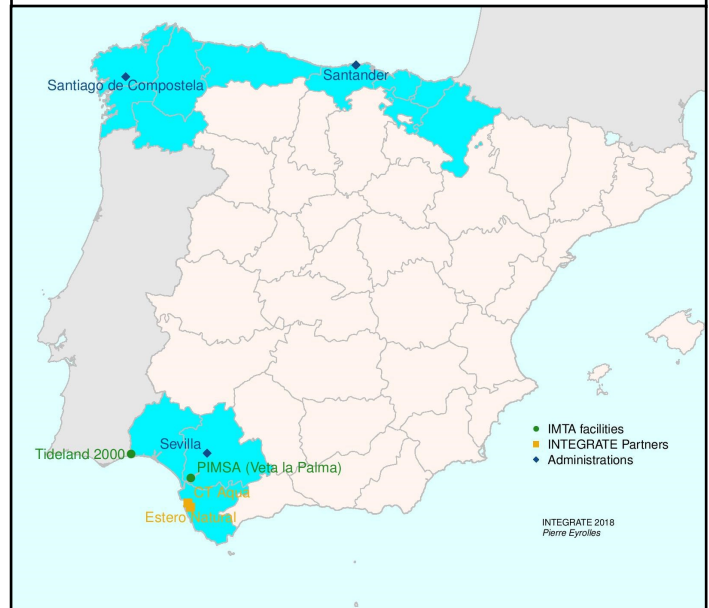 Santander
Santiago de Compostela
Sevilla
Tideland 2000
PIMSA (Veta la Palma)
CT Aqua
Estero Natural
IMTA facilities
INTEGRATE Partners
Administrations
INTEGRATE 2018
Pierre Eyrolles